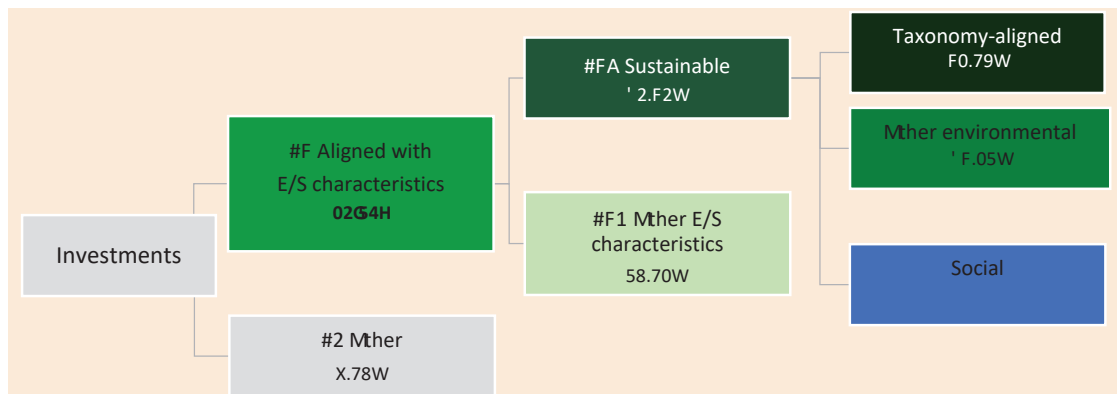 Taxonomy-aligned
F0.79W
#FA Sustainable
' 2.F2W
Mther environmental
' F.05W
#F Aligned with
E/S characteristics
02G54H
#F1 Mther E/S
characteristics
58.70W
Investments
Social
#2 Mther
X.78W